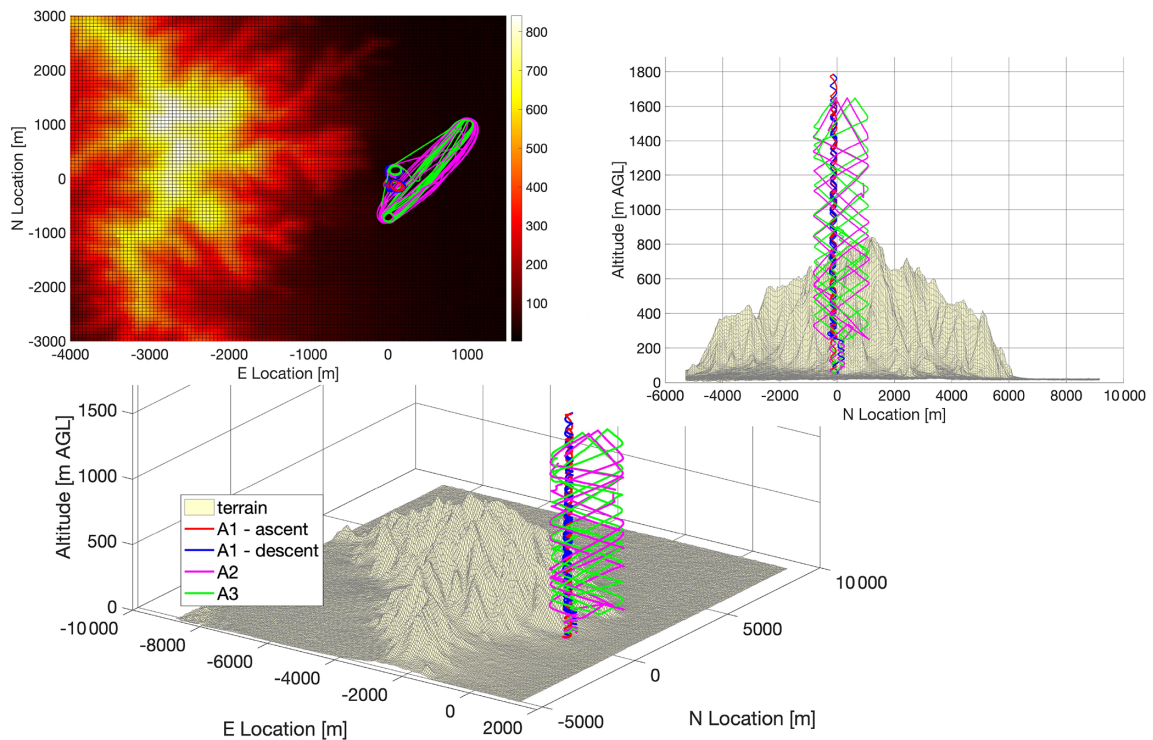 3000
2000
1000
0
-1000
-2000
-3000
N Location [m]
-4000 -3000 -2000 -1000 0 1000
E Location [m]
800
700
600
500
400
300
200
100
1800
1600
1400
1200
1000
800
600
400
200
0
Altitude [m AGL]
-6000 -4000 -2000 0 2000 4000 6000 8000 10 000
N Location [m]
1500
1000
500
0
Altitude [m AGL]
terrain
A1 - ascent
A1 - descent
A2
A3
-10 000
-8000
-6000
-4000
-2000
0
2000
E Location [m]
-5000
0
5000
10 000
N Location [m]